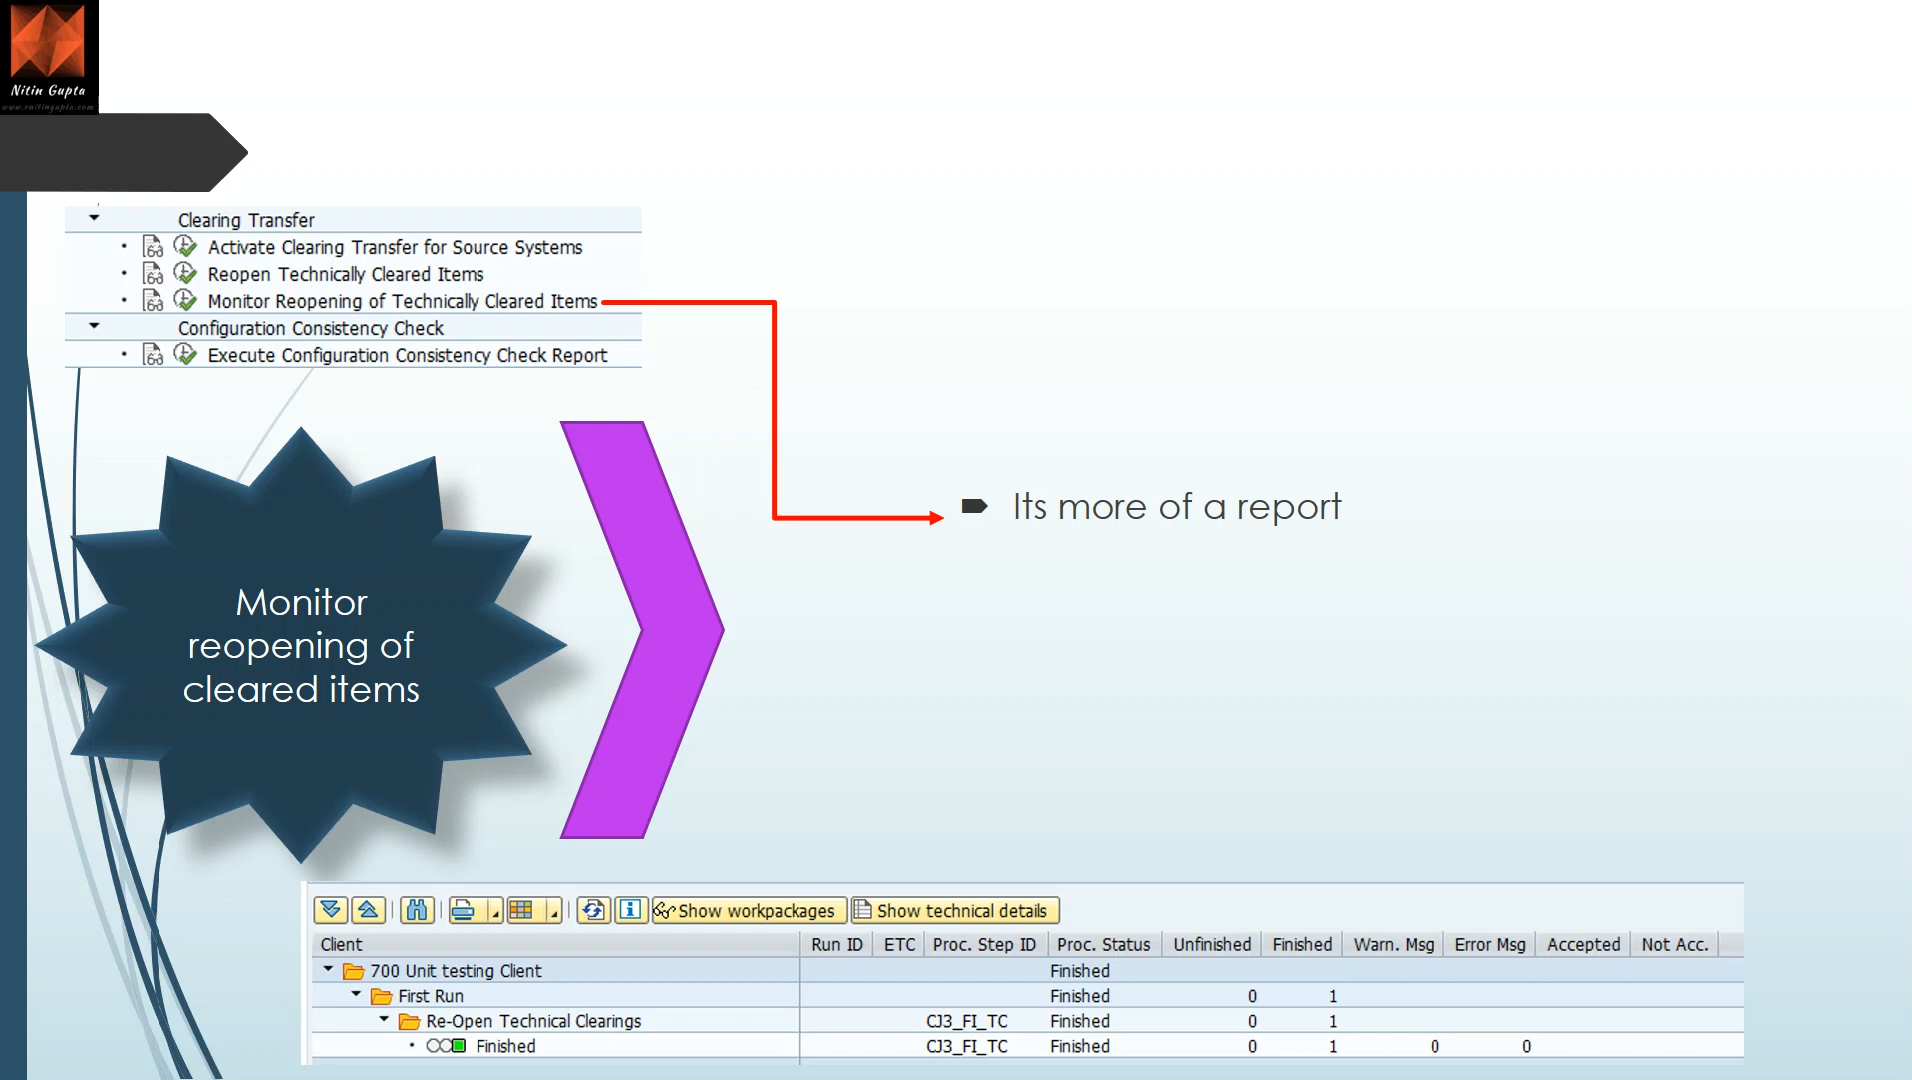 Nitin Gupta
www.rnitingupta.com
Clearing Transfer
Activate Clearing Transfer for Source Systems
Reopen Technically Cleared Items
Monitor Reopening of Technically Cleared Items
Configuration Consistency Check
Execute Configuration Consistency Check Report
Its more of a report
Monitor
reopening of
cleared items
Show workpackages Show technical details
Client Run ID ETC Proc. Step ID Proc. Status Unfinished Finished Warn. Msg Error Msg Accepted Not Acc.
700 Unit testing Client Finished
First Run Finished 0 1
Re-Open Technical Clearings CJ3_FI_TC Finished 0 1
Finished CJ3_FI_TC Finished 0 1 0 0